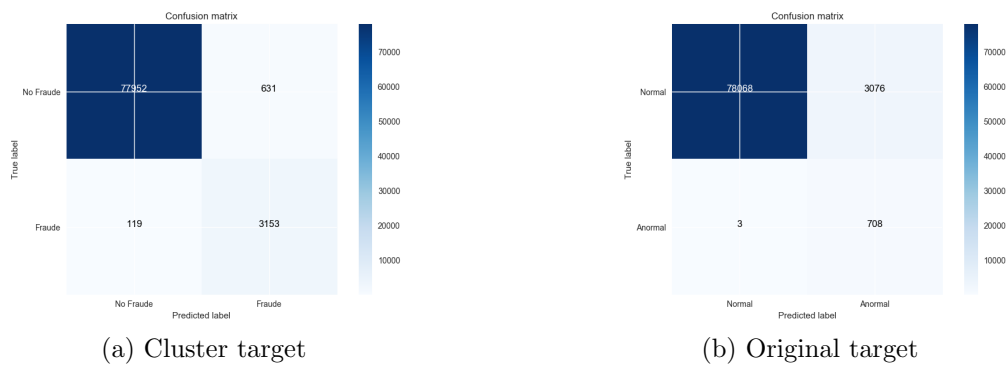 Confusion matrix
70000
77952
631
No Fraude
60000
50000
True label
40000
30000
119
3153
Fraude
20000
10000
No Fraude
Fraude
Predicted label
(a) Cluster target
Confusion matrix
70000
78068
3076
Normal
60000
50000
True label
40000
30000
3
708
Anormal
20000
10000
Normal
Anormal
Predicted label
(b) Original target